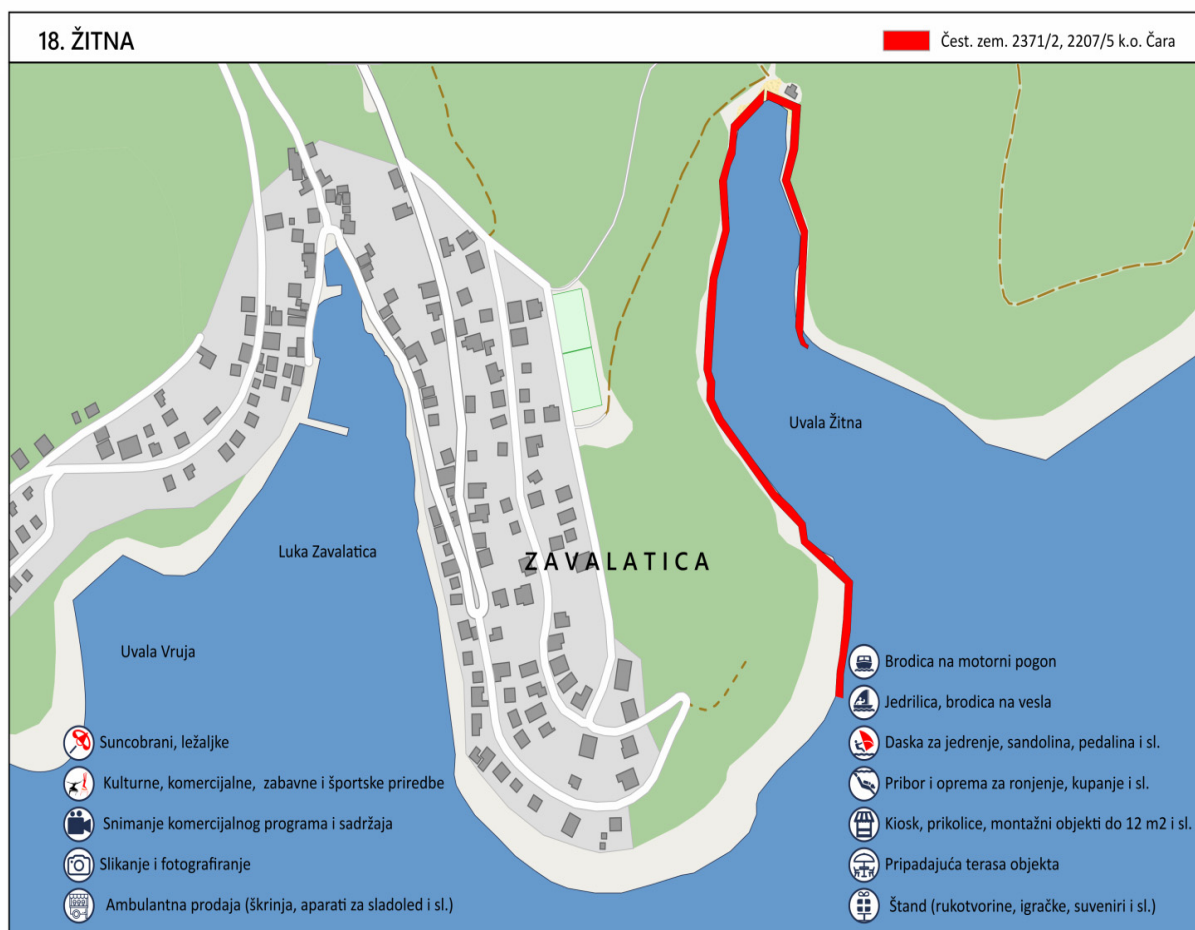 18. ŽITNA
Čest. zem. 2371/2, 2207/5 k.o. Čara
Uvala Žitna
Luka Zavalatica
ZAVALATICA
Uvala Vruja
Suncobrani, ležaljke
Kulturne, komercijalne, zabavne i športske priredbe
Snimanje komercijalnog programa i sadržaja
Slikanje i fotografiranje
Ambulantna prodaja (škrinja, aparati za sladoled i sl.)
Brodica na motorni pogon
Jedrilica, brodica na vesla
Daska za jedrenje, sandolina, pedalina i sl.
Pribor i oprema za ronjenje, kupanje i sl.
Kiosk, prikolice, montažni objekti do 12 m2 i sl.
Pripadajuća terasa objekta
Štand (rukotvorine, igračke, suveniri i sl.)